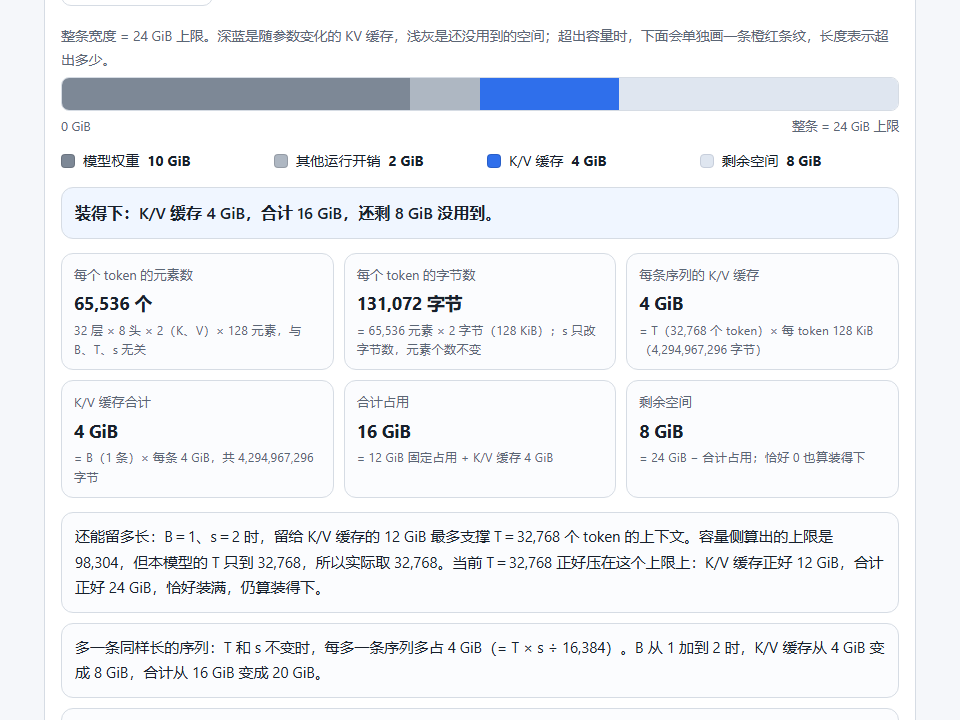 整条宽度 = 24 GiB 上限。深蓝是随参数变化的 KV 缓存，浅灰是还没用到的空间；超出容量时，下面会单独画一条橙红条纹，长度表示超
出多少。
0 GiB
整条 = 24 GiB 上限
模型权重 10 GiB
其他运行开销 2 GiB
K/V 缓存 4 GiB
剩余空间 8 GiB
装得下：K/V 缓存 4 GiB，合计 16 GiB，还剩 8 GiB 没用到。
每个 token 的元素数
65,536 个
32 层 × 8 头 × 2（K、V）× 128 元素，与
B、T、s 无关
每个 token 的字节数
131,072 字节
= 65,536 元素 × 2 字节（128 KiB）；s 只改
字节数，元素个数不变
每条序列的 K/V 缓存
4 GiB
= T（32,768 个 token）× 每 token 128 KiB
（4,294,967,296 字节）
K/V 缓存合计
4 GiB
= B（1 条）× 每条 4 GiB，共 4,294,967,296
字节
合计占用
16 GiB
= 12 GiB 固定占用 + K/V 缓存 4 GiB
剩余空间
8 GiB
= 24 GiB − 合计占用；恰好 0 也算装得下
还能留多长：B = 1、s = 2 时，留给 K/V 缓存的 12 GiB 最多支撑 T = 32,768 个 token 的上下文。容量侧算出的上限是
98,304，但本模型的 T 只到 32,768，所以实际取 32,768。当前 T = 32,768 正好压在这个上限上：K/V 缓存正好 12 GiB，合计
正好 24 GiB，恰好装满，仍算装得下。
多一条同样长的序列：T 和 s 不变时，每多一条序列多占 4 GiB（= T × s ÷ 16,384）。B 从 1 加到 2 时，K/V 缓存从 4 GiB 变
成 8 GiB，合计从 16 GiB 变成 20 GiB。